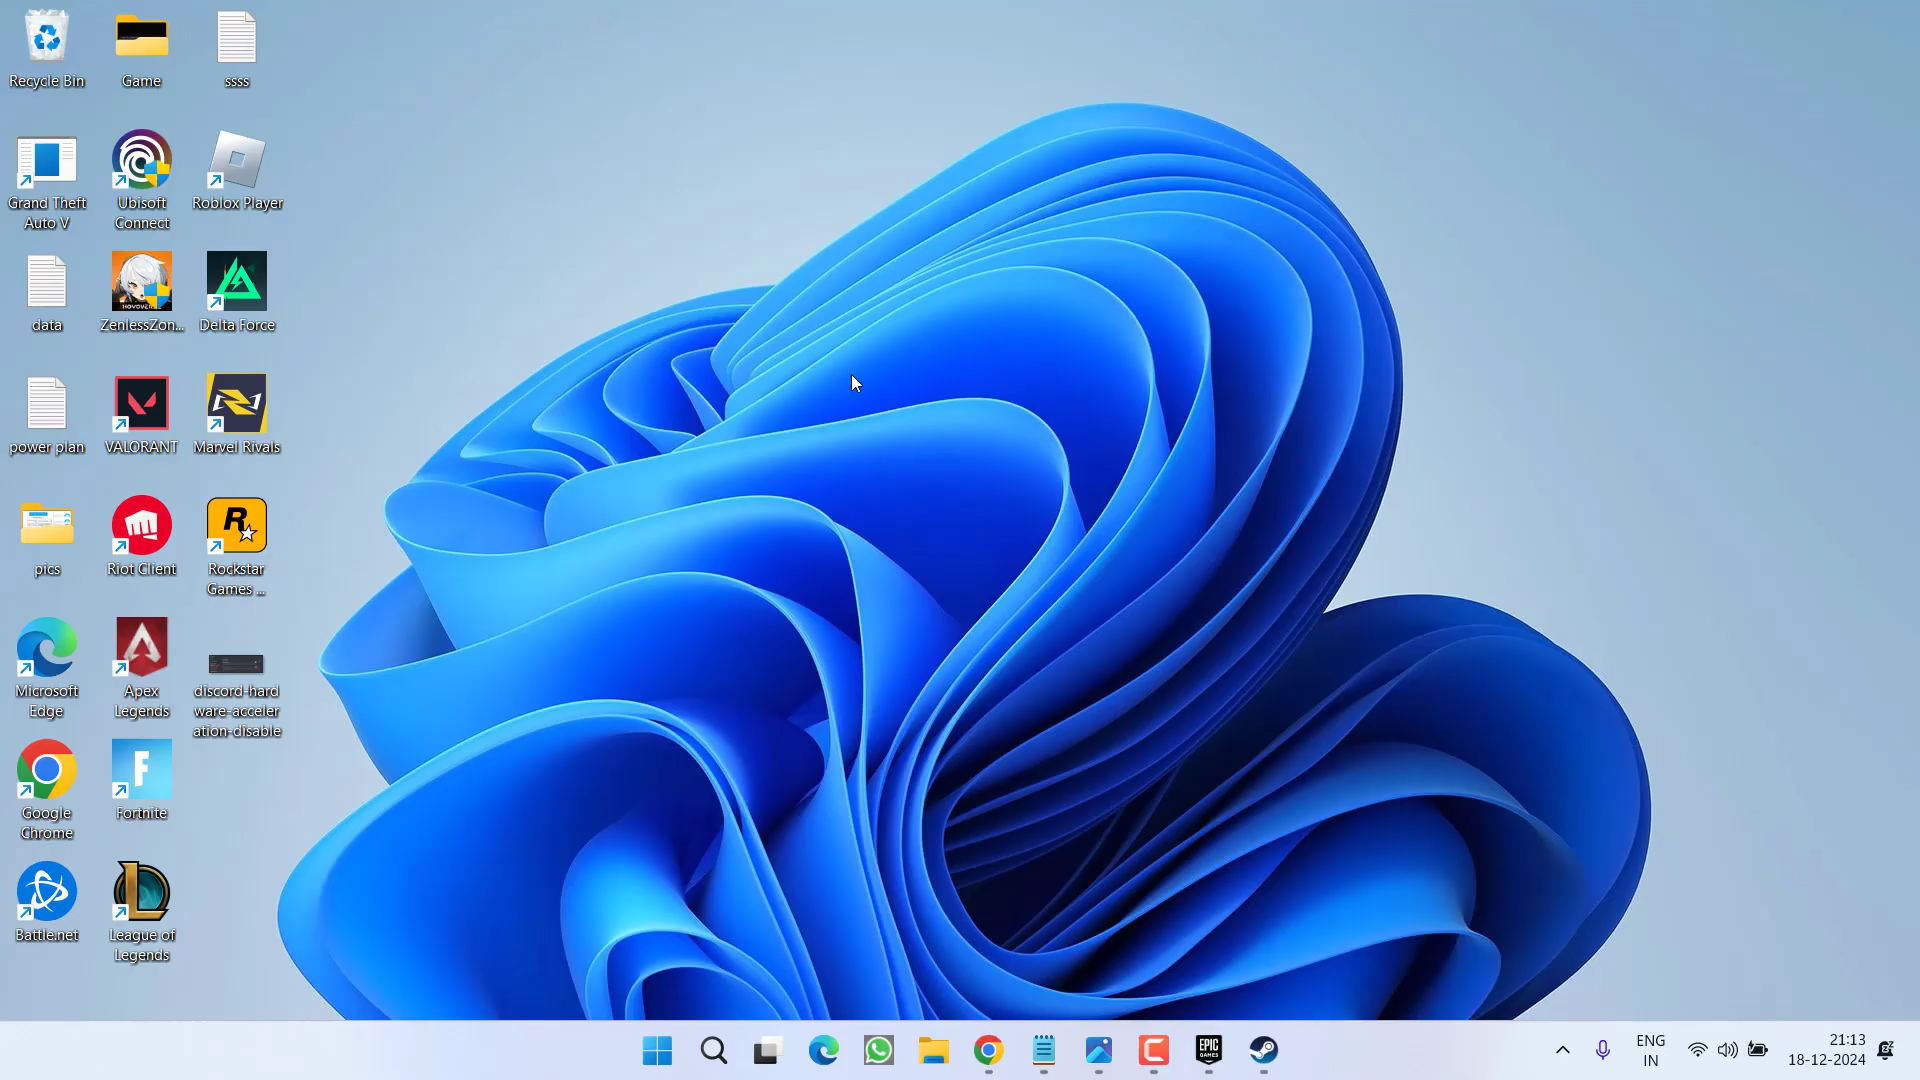 Recycle Bin
Game
ssss
Grand Theft
Auto V
Ubisoft
Connect
Roblox Player
data
ZenlessZon...
Delta Force
power plan
VALORANT
Marvel Rivals
pics
Riot Client
Rockstar
Games ...
Microsoft
Edge
Apex
Legends
discord-hard
ware-acceler
ation-disable
Google
Chrome
Fortnite
Battle.net
League of
Legends
EPIC
GAMES
ENG
IN
21:13
18-12-2024